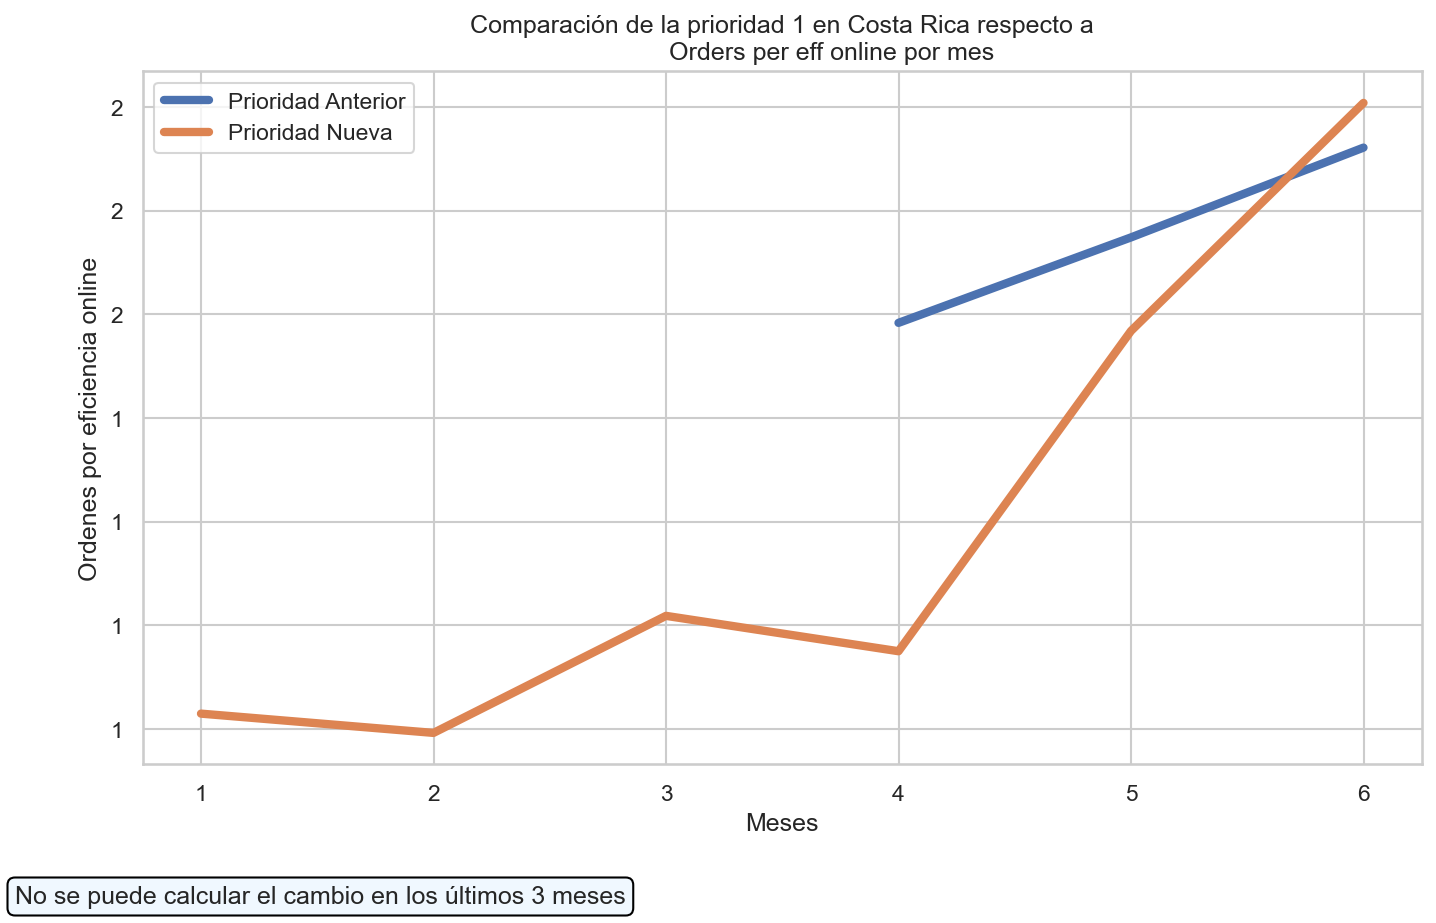 Comparación de la prioridad 1 en Costa Rica respecto a
Orders per eff online por mes
Prioridad Anterior
Prioridad Nueva
Ordenes por eficiencia online
2
2
2
1
1
1
1
1 2 3 4 5 6
Meses
No se puede calcular el cambio en los últimos 3 meses